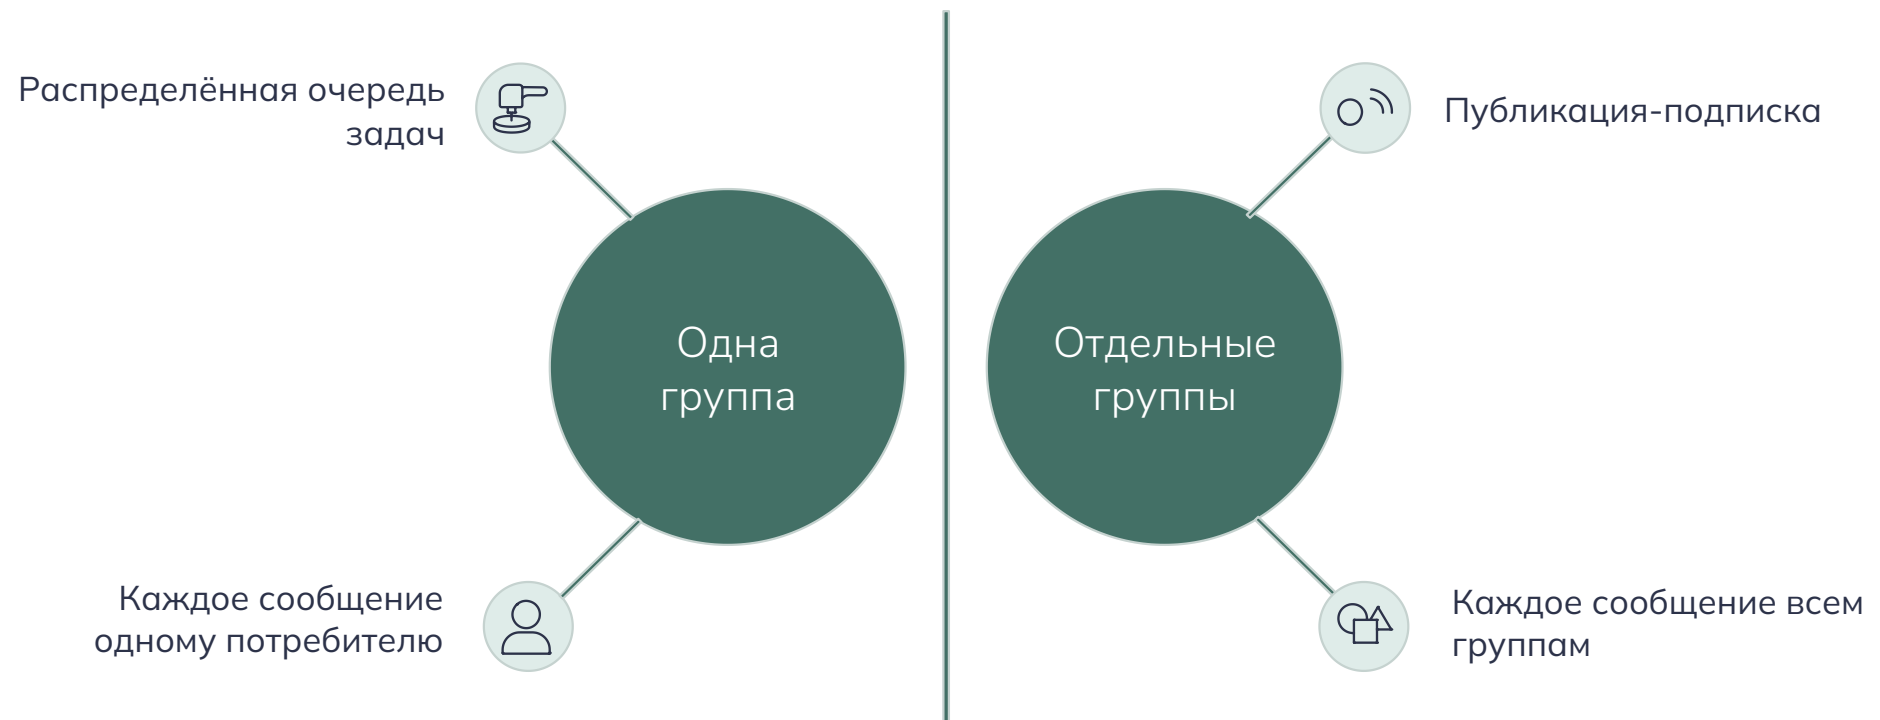 Распределённая очередь
задач
Одна
группа
Каждое сообщение
одному потребителю
Публикация-подписка
Отдельные
группы
Каждое сообщение всем
группам